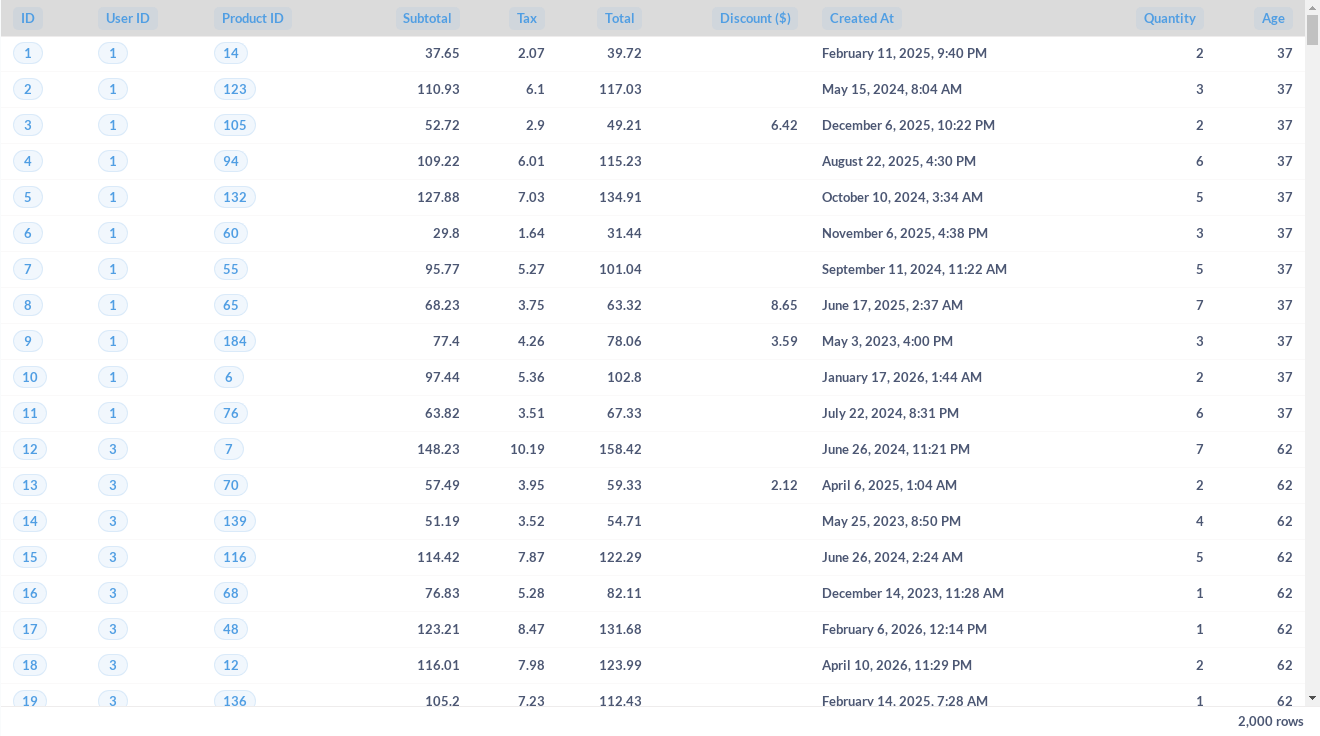 ID User ID Product ID Subtotal Tax Total Discount ($) Created At Quantity Age
1 1 14 37.65 2.07 39.72 February 11, 2025, 9:40 PM 2 37
2 1 123 110.93 6.1 117.03 May 15, 2024, 8:04 AM 3 37
3 1 105 52.72 2.9 49.21 6.42 December 6, 2025, 10:22 PM 2 37
4 1 94 109.22 6.01 115.23 August 22, 2025, 4:30 PM 6 37
5 1 132 127.88 7.03 134.91 October 10, 2024, 3:34 AM 5 37
6 1 60 29.8 1.64 31.44 November 6, 2025, 4:38 PM 3 37
7 1 55 95.77 5.27 101.04 September 11, 2024, 11:22 AM 5 37
8 1 65 68.23 3.75 63.32 8.65 June 17, 2025, 2:37 AM 7 37
9 1 184 77.4 4.26 78.06 3.59 May 3, 2023, 4:00 PM 3 37
10 1 6 97.44 5.36 102.8 January 17, 2026, 1:44 AM 2 37
11 1 76 63.82 3.51 67.33 July 22, 2024, 8:31 PM 6 37
12 3 7 148.23 10.19 158.42 June 26, 2024, 11:21 PM 7 62
13 3 70 57.49 3.95 59.33 2.12 April 6, 2025, 1:04 AM 2 62
14 3 139 51.19 3.52 54.71 May 25, 2023, 8:50 PM 4 62
15 3 116 114.42 7.87 122.29 June 26, 2024, 2:24 AM 5 62
16 3 68 76.83 5.28 82.11 December 14, 2023, 11:28 AM 1 62
17 3 48 123.21 8.47 131.68 February 6, 2026, 12:14 PM 1 62
18 3 12 116.01 7.98 123.99 April 10, 2026, 11:29 PM 2 62
19 3 136 105.2 7.23 112.43 February 14, 2025, 7:28 AM 1 62
2,000 rows